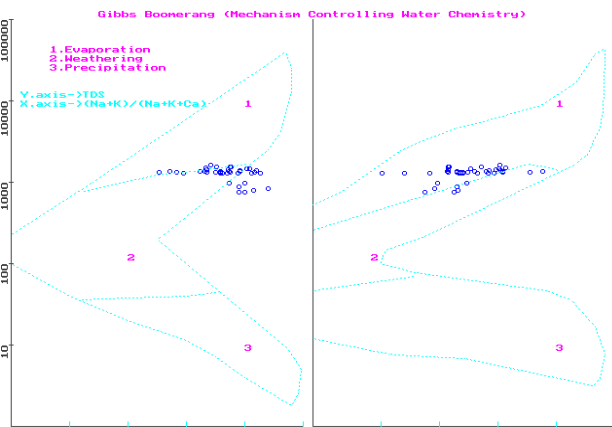 Gibbs Boomerang (Mechanism Controlling Water Chemistry)
1.Evaporation
2.Weathering
3.Precipitation
Y.axis->TDS
X.axis->(Na+K)/(Na+K+Ca)
100000
10000
1000
100
10
1
2
3
1
2
3